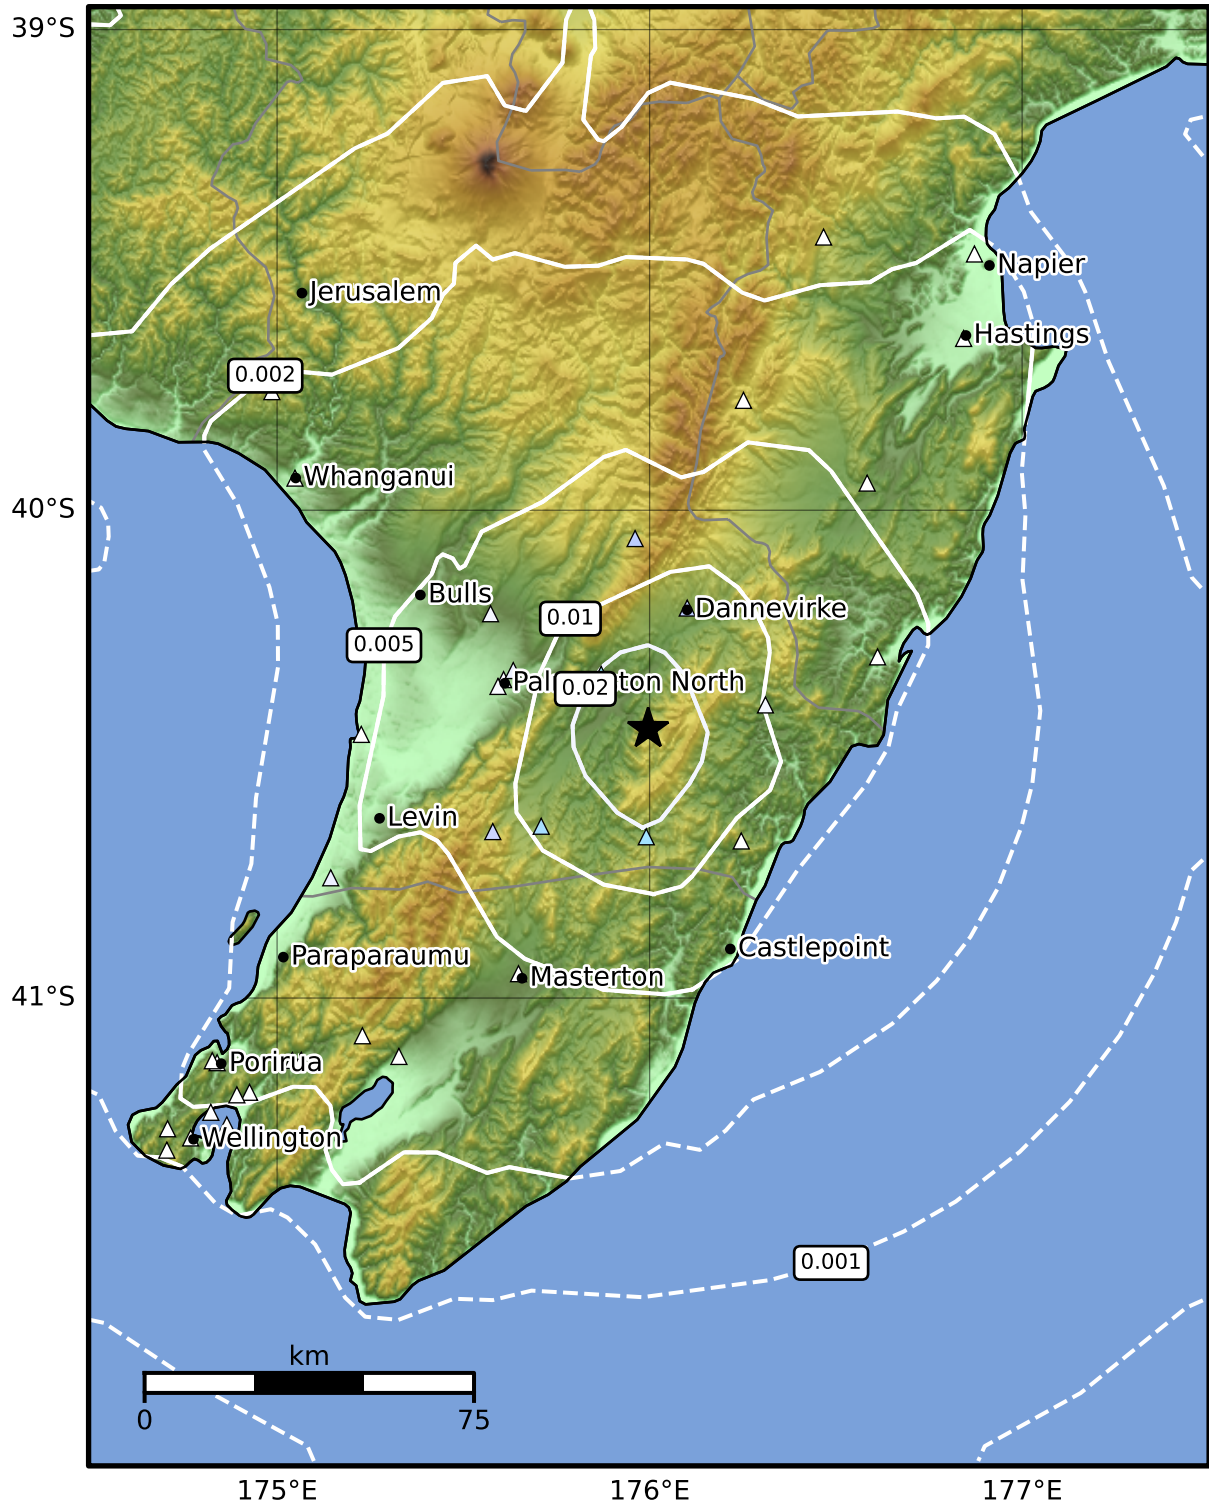 39°S
Napier
Jerusalem
Hastings
0.002
Whanganui
40°S
Bulls
Dannevirke
0.01
0.005
Pal ton North
0.02
Levin
Castlepoint
Paraparaumu
Masterton
41°S
Porirua
Wellington
0.001
km
0 75
175°E 176°E 177°E